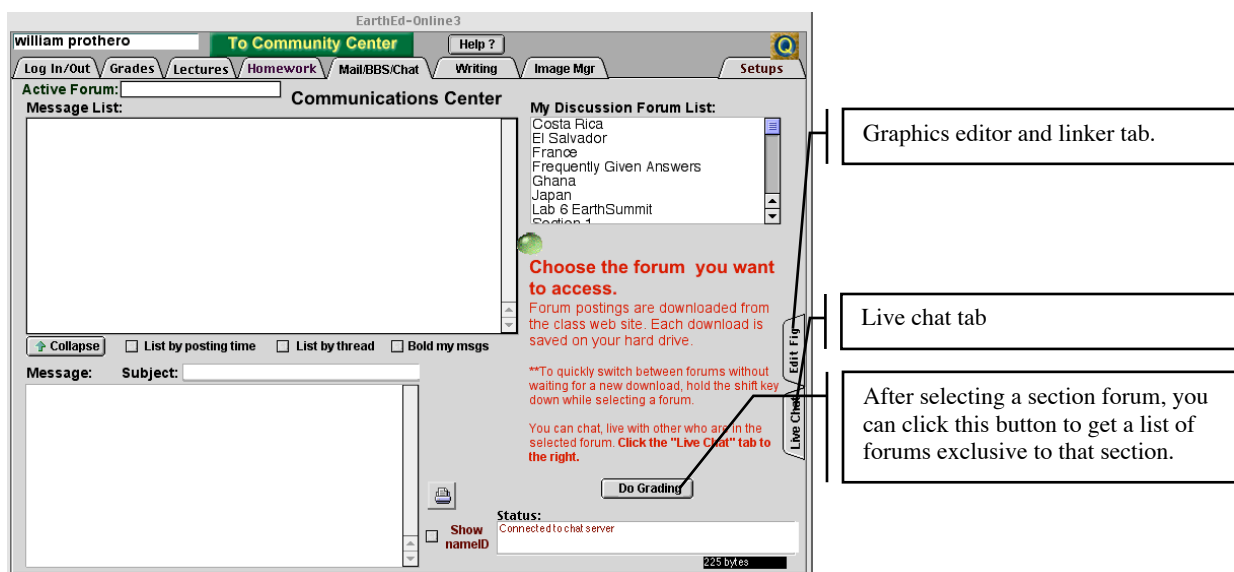 EarthEd-Online3
william prothero
To Community Center
Help ?
Q
Log In/Out
Grades
Lectures
Homework
Mail/BBS/Chat
Writing
Image Mgr
Setups
Active Forum:
Communications Center
Message List:
My Discussion Forum List:
Costa Rica
El Salvador
France
Frequently Given Answers
Ghana
Japan
Lab 6 EarthSummit
Section 1
Choose the forum you want
to access.
Forum postings are downloaded from
the class web site. Each download is
saved on your hard drive.
**To quickly switch between forums without
waiting for a new download, hold the shift key
down while selecting a forum.
You can chat, live with other who are in the
selected forum. Click the "Live Chat" tab to
the right.
Edit Fig
Live Chat
Collapse
List by posting time
List by thread
Bold my msgs
Message:
Subject:
Do Grading
Show
nameID
Status:
Connected to chat server
225 bytes
Graphics editor and linker tab.
Live chat tab
After selecting a section forum, you
can click this button to get a list of
forums exclusive to that section.